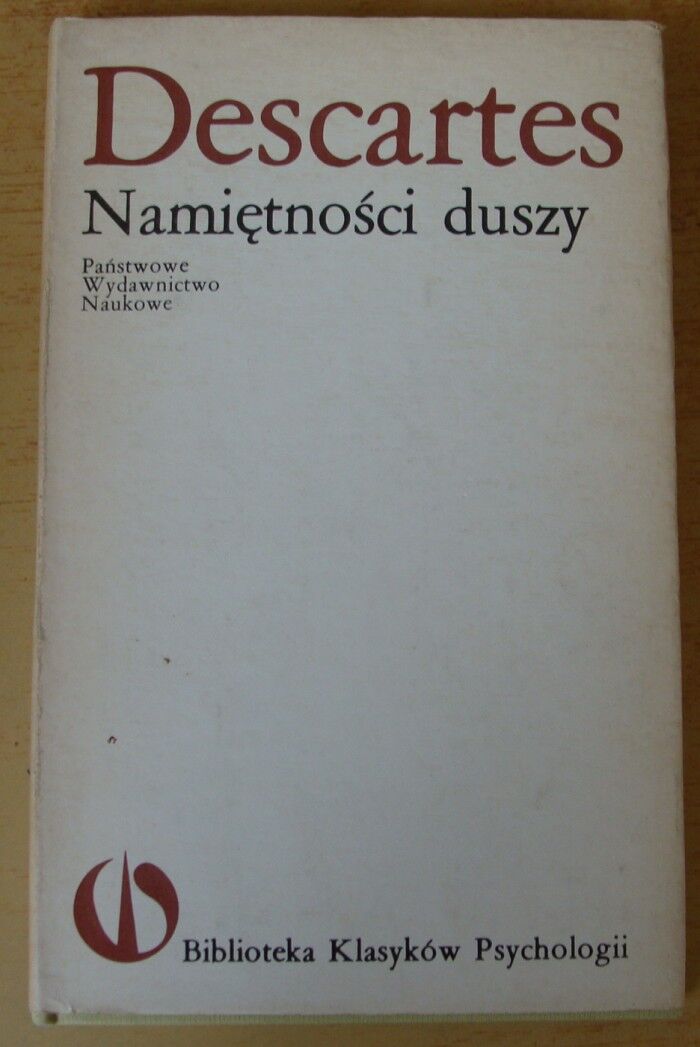 Descartes
Namiętności duszy
Państwowe
Wydawnictwo
Naukowe
Biblioteka Klasyków Psychologii